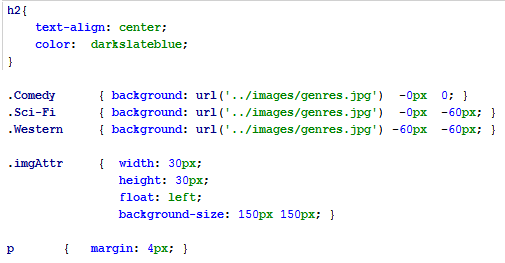 h2{
text-align: center;
color: darkslateblue;
}
.Comedy { background: url('../images/genres.jpg') -0px 0; }
.Sci-Fi { background: url('../images/genres.jpg') -0px -60px; }
.Western { background: url('../images/genres.jpg') -60px -60px; }
.imgAttr { width: 30px;
height: 30px;
float: left;
background-size: 150px 150px; }
p { margin: 4px; }